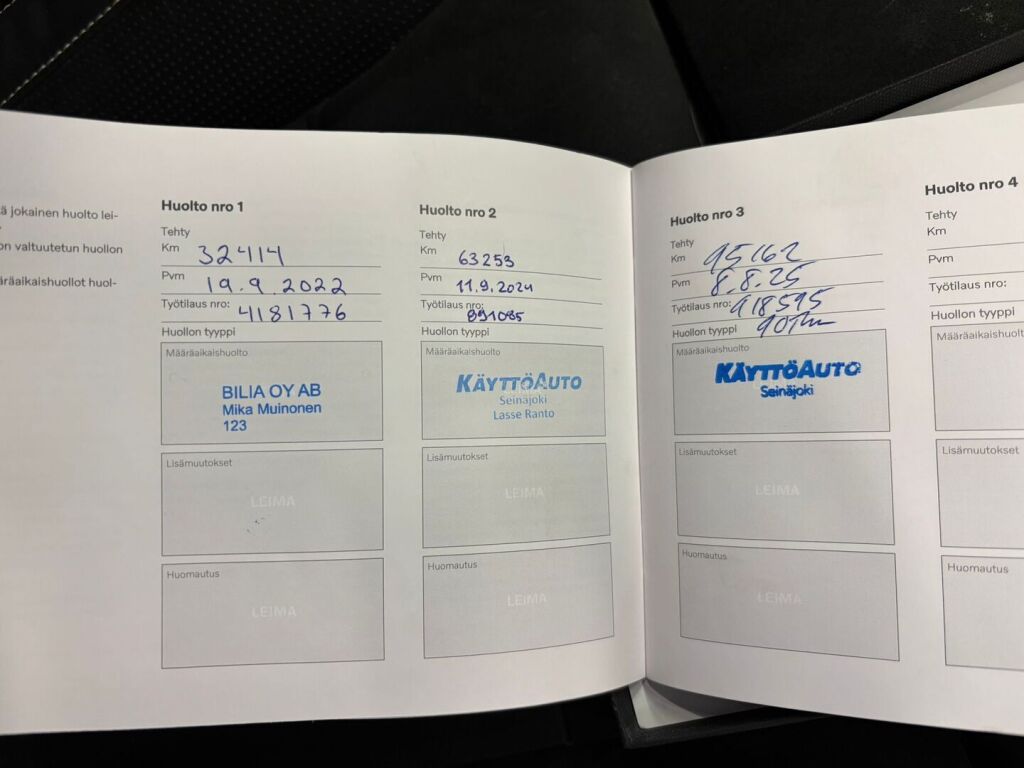 ä jokainen huolto lei-
on valtuutetun huollon
ääräaikaishuollot huol-
Huolto nro 1
Tehty
Km 32414
Pvm 19.9.2022
Työtilaus nro: 4181776
Huollon tyyppi
Määräaikaishuolto
BILIA OY AB
Mika Muinonen
123
Lisämuutokset
LEIMA
Huomautus
LEIMA
Huolto nro 2
Tehty
Km 63253
Pvm 11.9.2024
Työtilaus nro: 891085
Huollon tyyppi
Määräaikaishuolto
KÄYTTÖAUTO
Seinäjoki
Lasse Ranto
Lisämuutokset
LEIMA
Huomautus
LEIMA
Huolto nro 3
Tehty
Km 95162
Pvm 8.8.25
Työtilaus nro: 918595
Huollon tyyppi
Määräaikaishuolto
KÄYTTÖAUTO
Seinäjoki
Lisämuutokset
LEIMA
Huomautus
LEIMA
Huolto nro 4
Tehty
Km
Pvm
Työtilaus nro:
Huollon tyyppi
Määräaikaishuolt
Lisämuutokset
Huomautus